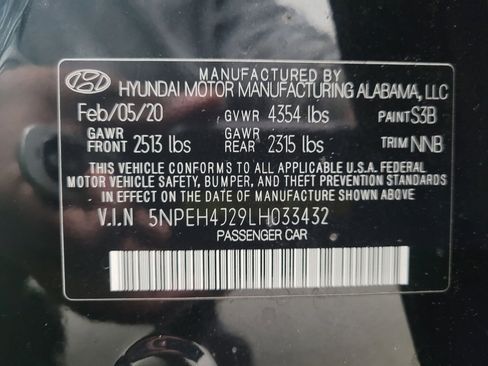 MANUFACTURED BY
HYUNDAI MOTOR MANUFACTURING ALABAMA, LLC
Feb/05/20 GVWR 4354 lbs PAINT S3B
GAWR FRONT 2513 lbs GAWR REAR 2315 lbs TRIM NNB
THIS VEHICLE CONFORMS TO ALL APPLICABLE U.S.A. FEDERAL
MOTOR VEHICLE SAFETY, BUMPER, AND THEFT PREVENTION
STANDARDS IN EFFECT ON THE DATE OF MANUFACTURE SHOWN ABOVE
V.I.N 5NPEH4J29LH033432
PASSENGER CAR